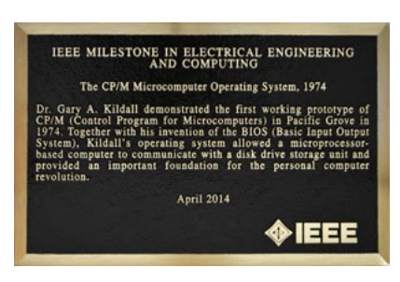 IEEE MILESTONE IN ELECTRICAL ENGINEERING
AND COMPUTING
The CP/M Microcomputer Operating System, 1974
Dr. Gary A. Kildall demonstrated the first working prototype of
CP/M (Control Program for Microcomputers) in Pacific Grove in
1974. Together with his invention of the BIOS (Basic Input Output
System), Kildall's operating system allowed a microprocessor-
based computer to communicate with a disk drive storage unit and
provided an important foundation for the personal computer
revolution.
April 2014
IEEE